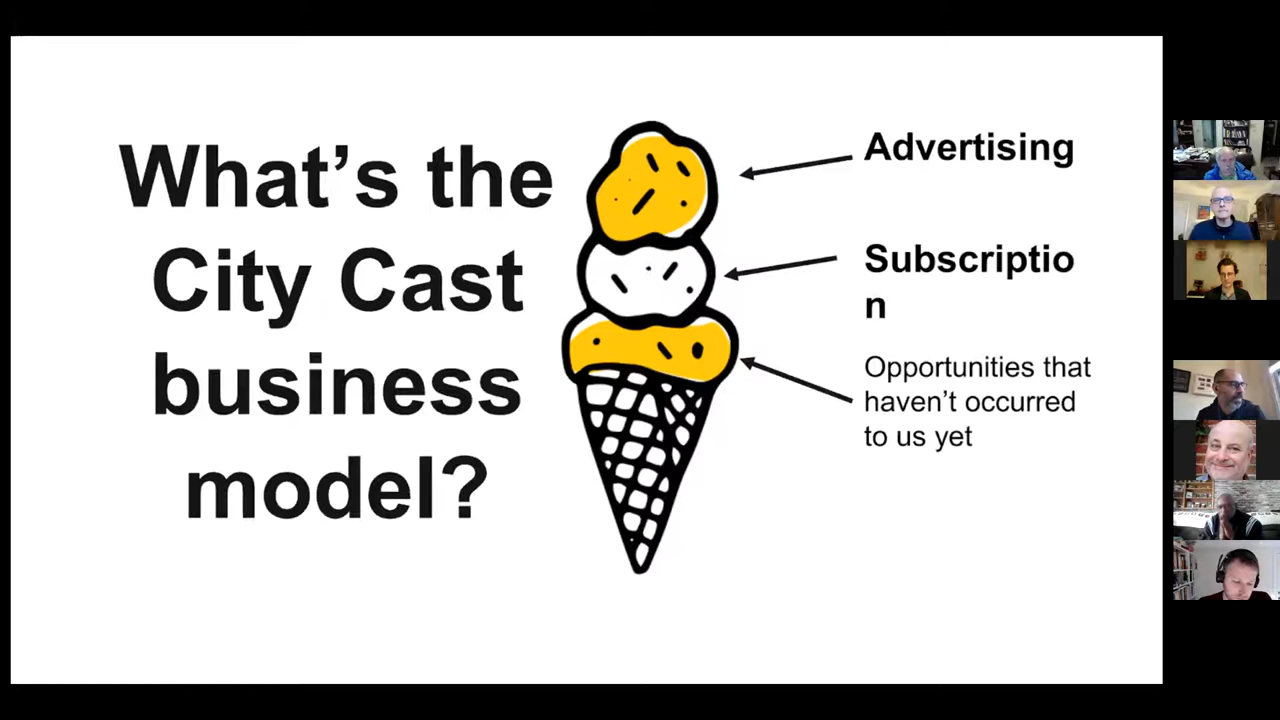 What's the
City Cast
business
model?
Advertising
Subscriptio
n
Opportunities that
haven't occurred
to us yet